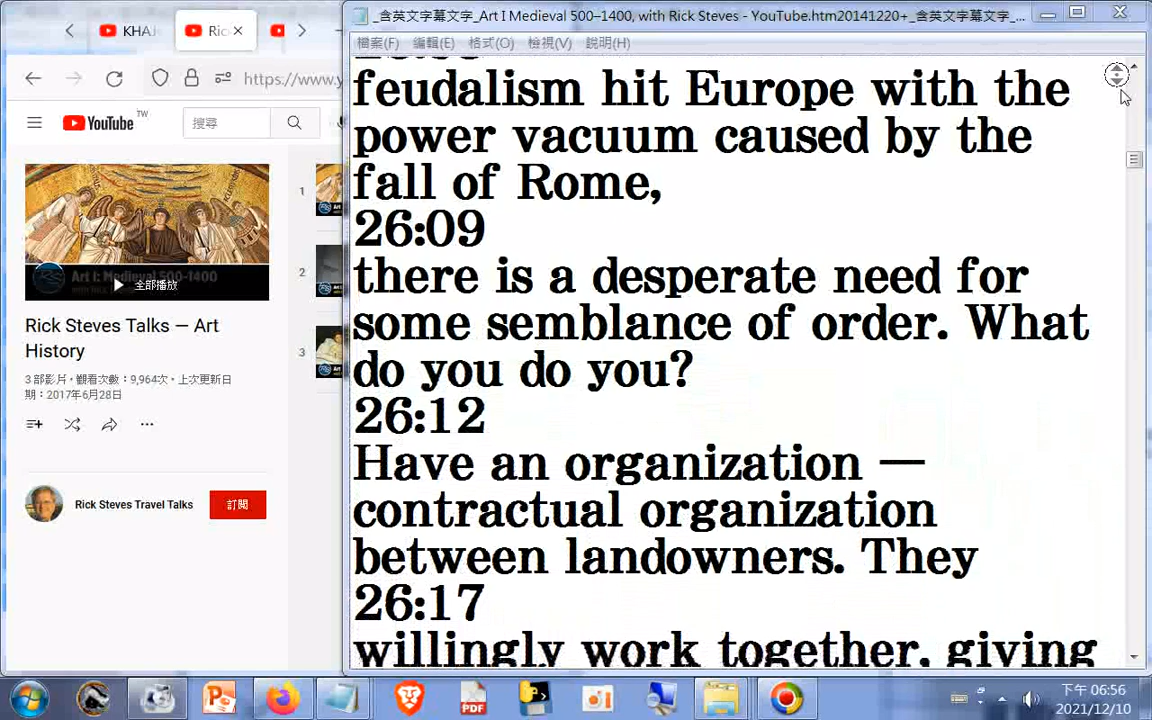 KHAJ
Ric
https://www.y
YouTube TW
搜尋
Art I: Medieval 500-1400
全部播放
Rick Steves Talks — Art
History
3 部影片・觀看次數：9,964次・上次更新日
期：2017年6月28日
Rick Steves Travel Talks
訂閱
1
2
3
_含英文字幕文字_Art I Medieval 500–1400, with Rick Steves - YouTube.htm20141220+_含英文字幕文字_...
檔案(F) 編輯(E) 格式(O) 檢視(V) 說明(H)
feudalism hit Europe with the
power vacuum caused by the
fall of Rome,
26:09
there is a desperate need for
some semblance of order. What
do you do you?
26:12
Have an organization —
contractual organization
between landowners. They
26:17
willingly work together, giving
PDF
下午 06:56
2021/12/10